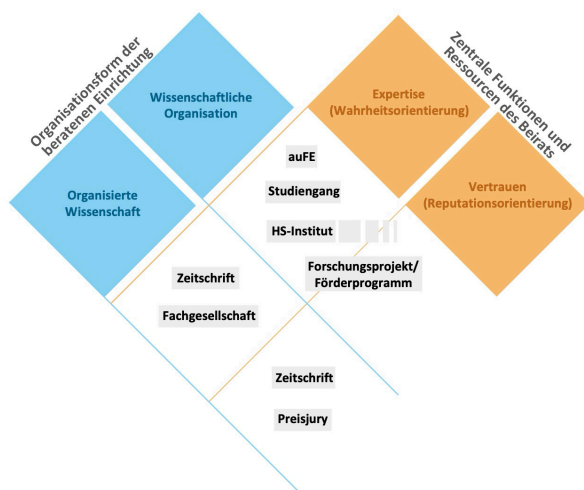 Organisationsform der
beratenen Einrichtung
Zentrale Funktionen und
Ressourcen des Beirats
Wissenschaftliche
Organisation
Expertise
(Wahrheitsorientierung)
Organisierte
Wissenschaft
Vertrauen
(Reputationsorientierung)
auFE
Studiengang
HS-Institut
Forschungsprojekt/
Förderprogramm
Zeitschrift
Fachgesellschaft
Zeitschrift
Preisjury